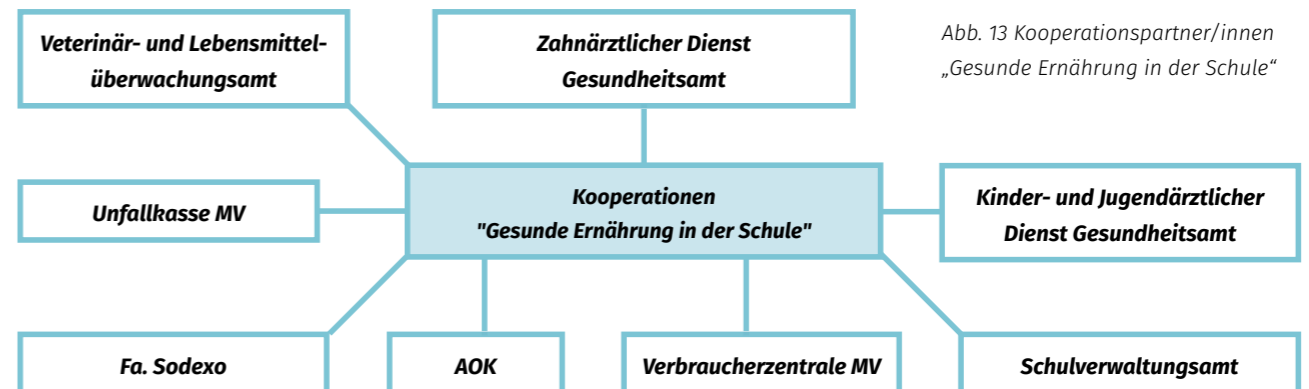 Veterinär- und Lebensmittel-
überwachungsamt
Zahnärztlicher Dienst
Gesundheitsamt
Abb. 13 Kooperationspartner/innen
„Gesunde Ernährung in der Schule“
Unfallkasse MV
Kooperationen
"Gesunde Ernährung in der Schule"
Kinder- und Jugendärztlicher
Dienst Gesundheitsamt
Fa. Sodexo
AOK
Verbraucherzentrale MV
Schulverwaltungsamt